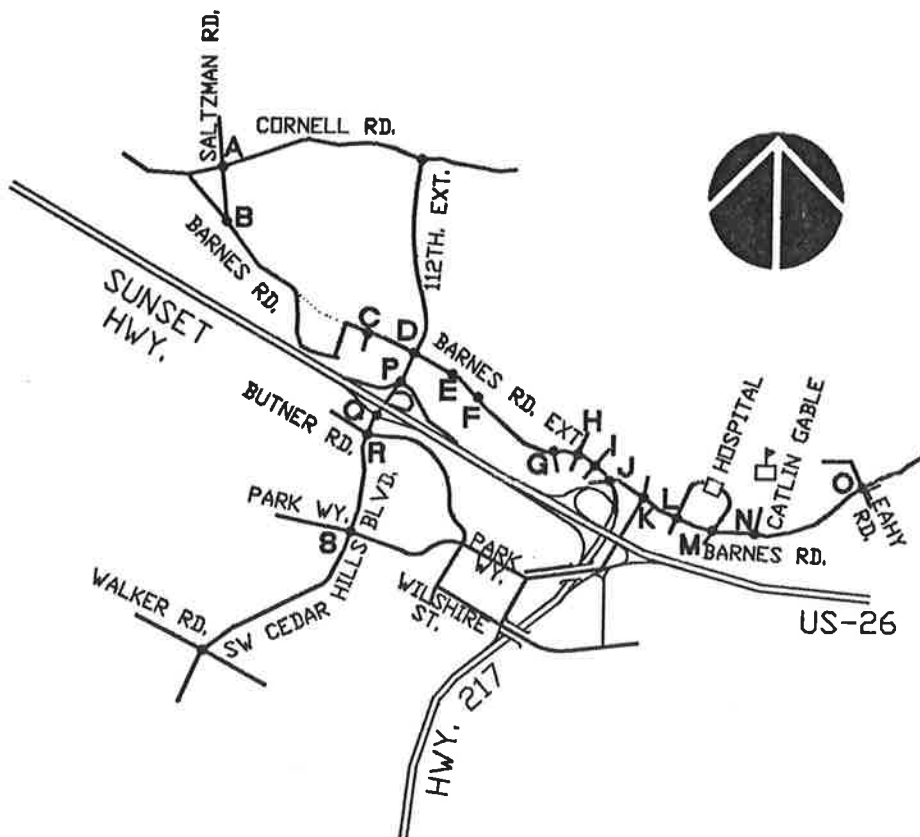 SALTZMAN RD.
CORNELL RD.
A
B
112TH. EXT.
BARNES RD.
SUNSET
HWY.
C
D
BARNES RD. EXT
P
E
F
Q
BUTNER RD.
R
G
H
I
J
K
L
HOSPITAL
M
N
CATLIN GABLE
O
LEAHY
RD.
BARNES RD.
PARK WY.
S
PARK
WY.
WILSHIRE
ST.
WALKER RD.
SW CEDAR HILLS BLVD.
US-26
HWY. 217